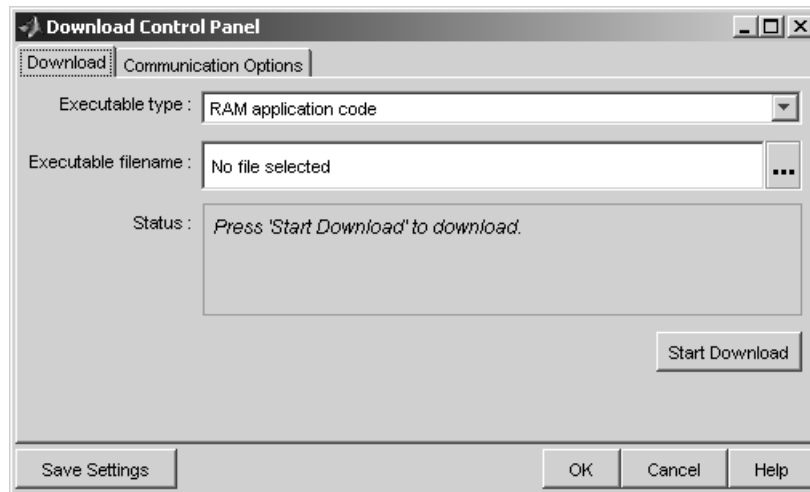 Download Control Panel
Download Communication Options
Executable type : RAM application code
Executable filename : No file selected ...
Status : Press 'Start Download' to download.
Start Download
Save Settings OK Cancel Help